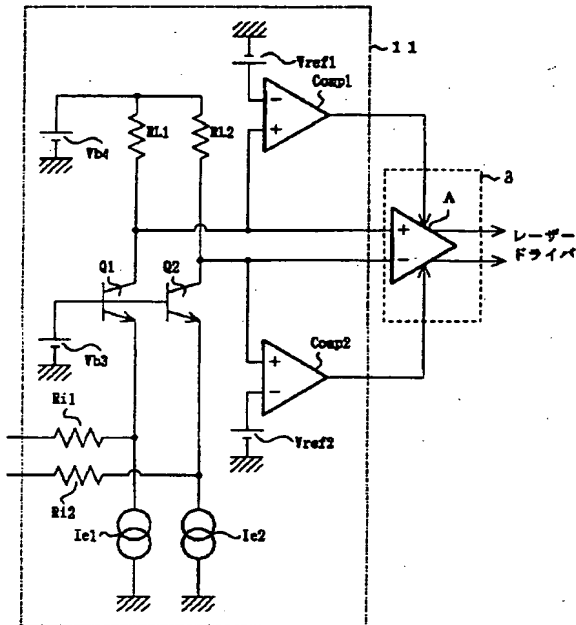 11
Vref1
Comp1
RL1
RL2
Vb4
3
A
レーザー
ドライバ
Q1
Q2
Vb3
Comp2
Vref2
Ri1
Ri2
Ie1
Ie2
+
-
+
-
+
-